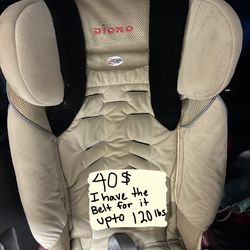 DIONO
40$
I have the
Belt for it
upto 120 lbs